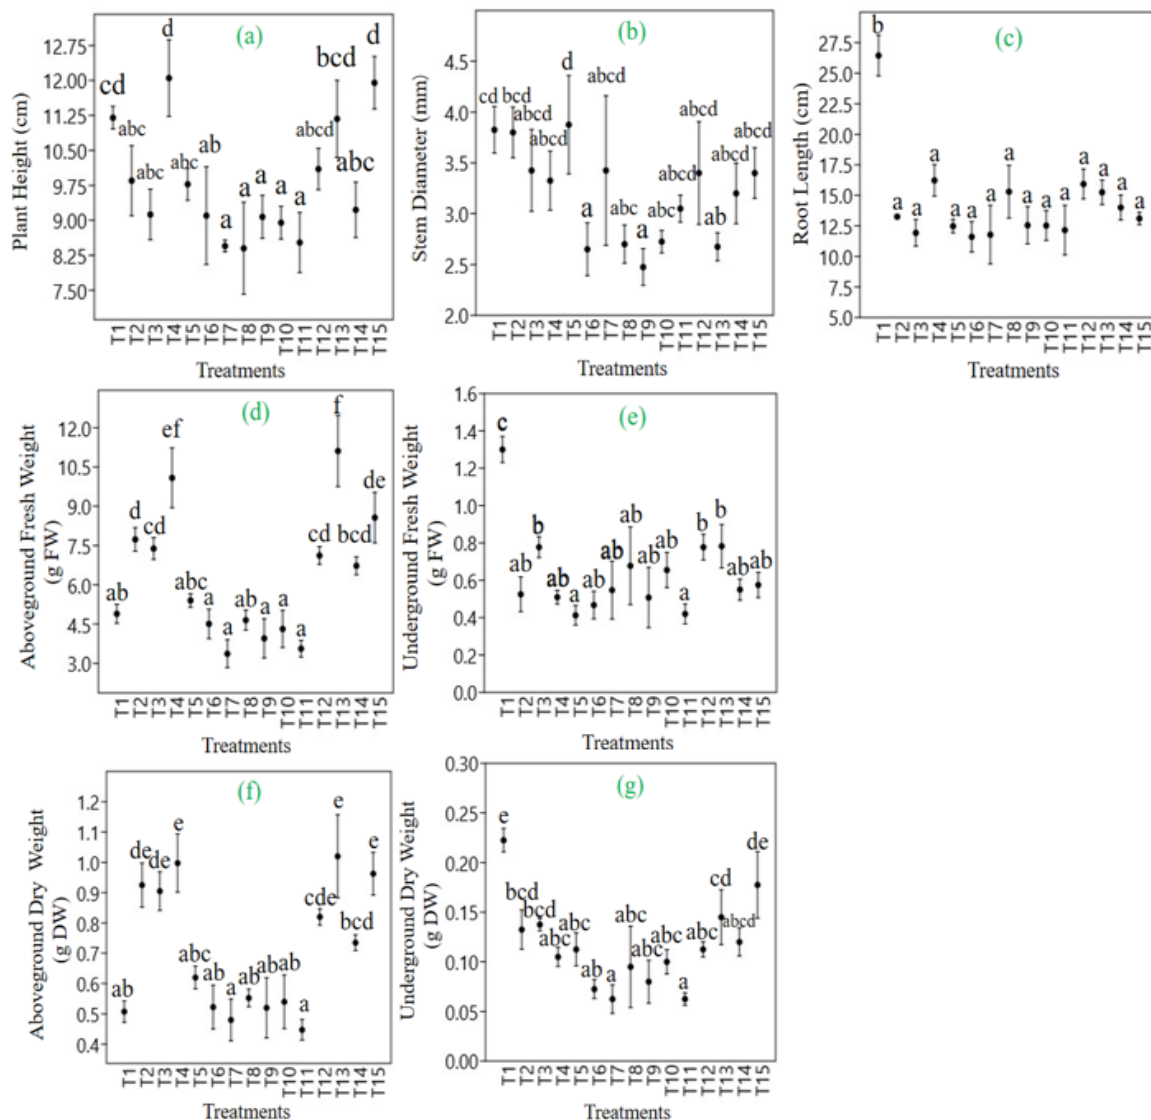 (a)
Plant Height (cm)
12.75
12.00
11.25
10.50
9.75
9.00
8.25
7.50
cd
abc
abc
d
abc
ab
a
a
a
a
a
abcd
bcd
abc
d
T1 T2 T3 T4 T5 T6 T7 T8 T9 T10 T11 T12 T13 T14 T15
Treatments
(b)
Stem Diameter (mm)
4.5
4.0
3.5
3.0
2.5
2.0
cd
bcd
abcd
abcd
d
a
abcd
abc
a
abc
abcd
abcd
ab
abcd
abcd
T1 T2 T3 T4 T5 T6 T7 T8 T9 T10 T11 T12 T13 T14 T15
Treatments
(c)
Root Length (cm)
27.5
25.0
22.5
20.0
17.5
15.0
12.5
10.0
7.5
5.0
b
a
a
a
a
a
a
a
a
a
a
a
a
a
a
T1 T2 T3 T4 T5 T6 T7 T8 T9 T10 T11 T12 T13 T14 T15
Treatments
(d)
Aboveground Fresh Weight
(g FW)
12.0
10.5
9.0
7.5
6.0
4.5
3.0
ab
d
cd
ef
abc
a
a
ab
a
a
a
cd
f
bcd
de
T1 T2 T3 T4 T5 T6 T7 T8 T9 T10 T11 T12 T13 T14 T15
Treatments
(e)
Underground Fresh Weight
(g FW)
1.6
1.4
1.2
1.0
0.8
0.6
0.4
0.2
0.0
c
ab
b
ab
a
ab
ab
ab
ab
ab
a
b
b
ab
ab
T1 T2 T3 T4 T5 T6 T7 T8 T9 T10 T11 T12 T13 T14 T15
Treatments
(f)
Aboveground Dry Weight
(g DW)
1.2
1.1
1.0
0.9
0.8
0.7
0.6
0.5
0.4
ab
de
de
e
abc
ab
a
ab
ab
ab
a
cde
e
bcd
e
T1 T2 T3 T4 T5 T6 T7 T8 T9 T10 T11 T12 T13 T14 T15
Treatments
(g)
Underground Dry Weight
(g DW)
0.30
0.25
0.20
0.15
0.10
0.05
0.00
e
bcd
bcd
abc
abc
ab
a
abc
abc
abc
a
abc
cd
abcd
de
T1 T2 T3 T4 T5 T6 T7 T8 T9 T10 T11 T12 T13 T14 T15
Treatments